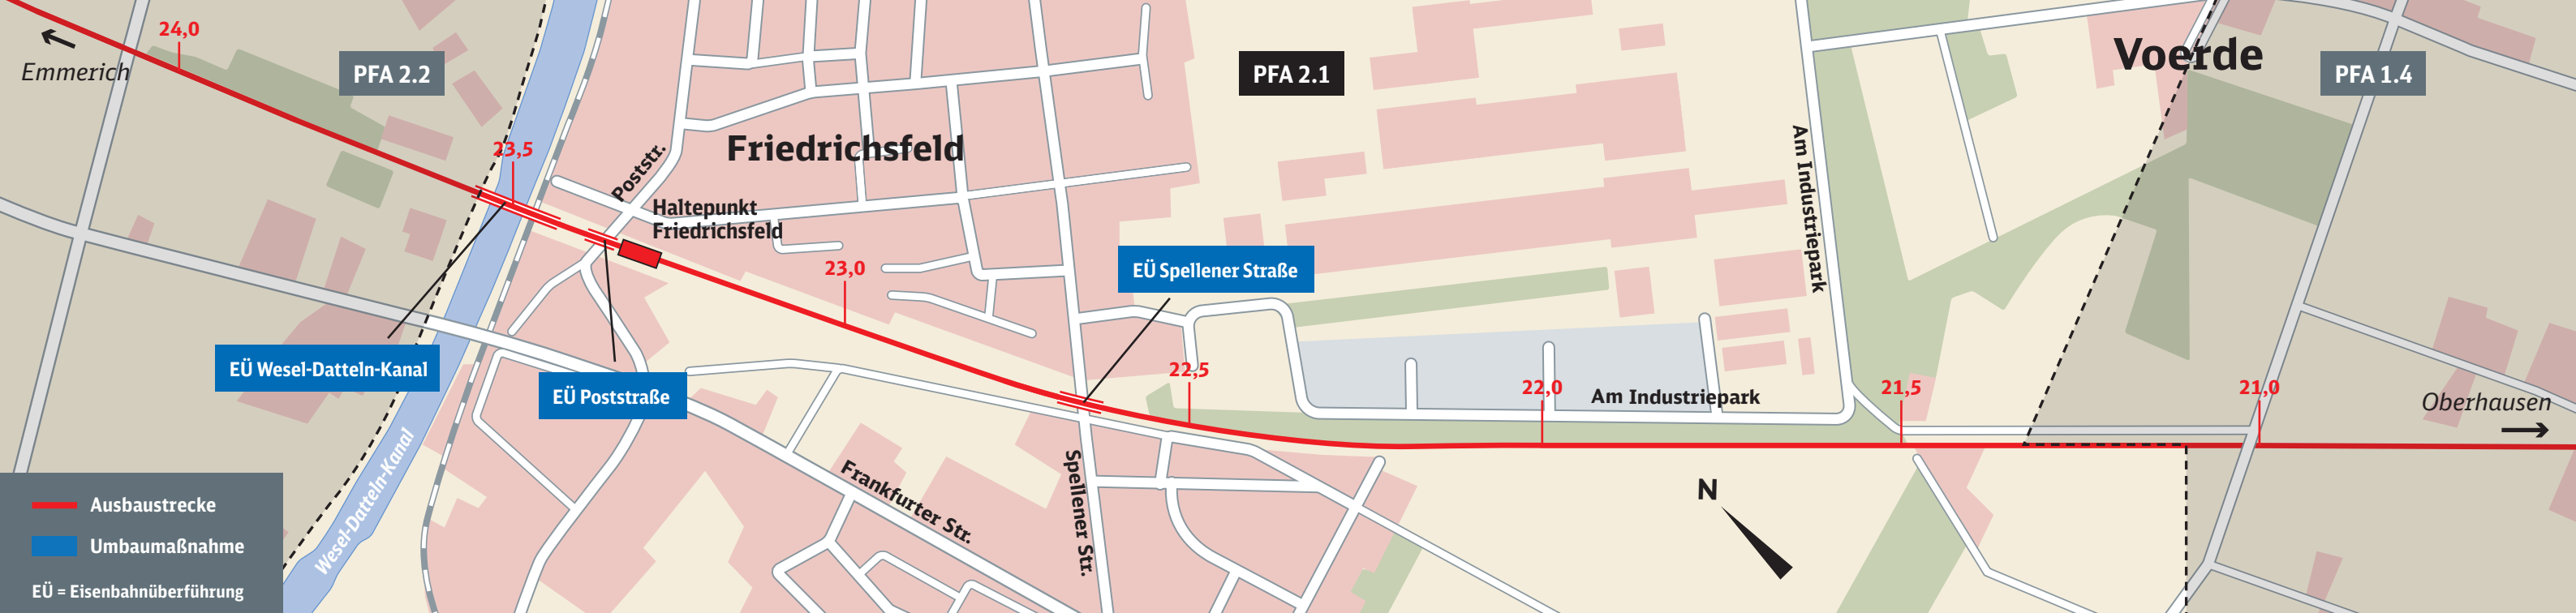 24,0
Emmerich
PFA 2.2
23,5
Poststr.
Friedrichsfeld
Haltepunkt
Friedrichsfeld
23,0
PFA 2.1
EÜ Spellener Straße
Am Industriepark
Voerde
PFA 1.4
EÜ Wesel-Datteln-Kanal
EÜ Poststraße
22,5
22,0
Am Industriepark
21,5
21,0
Oberhausen
Wesel-Datteln-Kanal
Frankfurter Str.
Spellener Str.
N
Ausbaustrecke
Umbaumaßnahme
EÜ = Eisenbahnüberführung